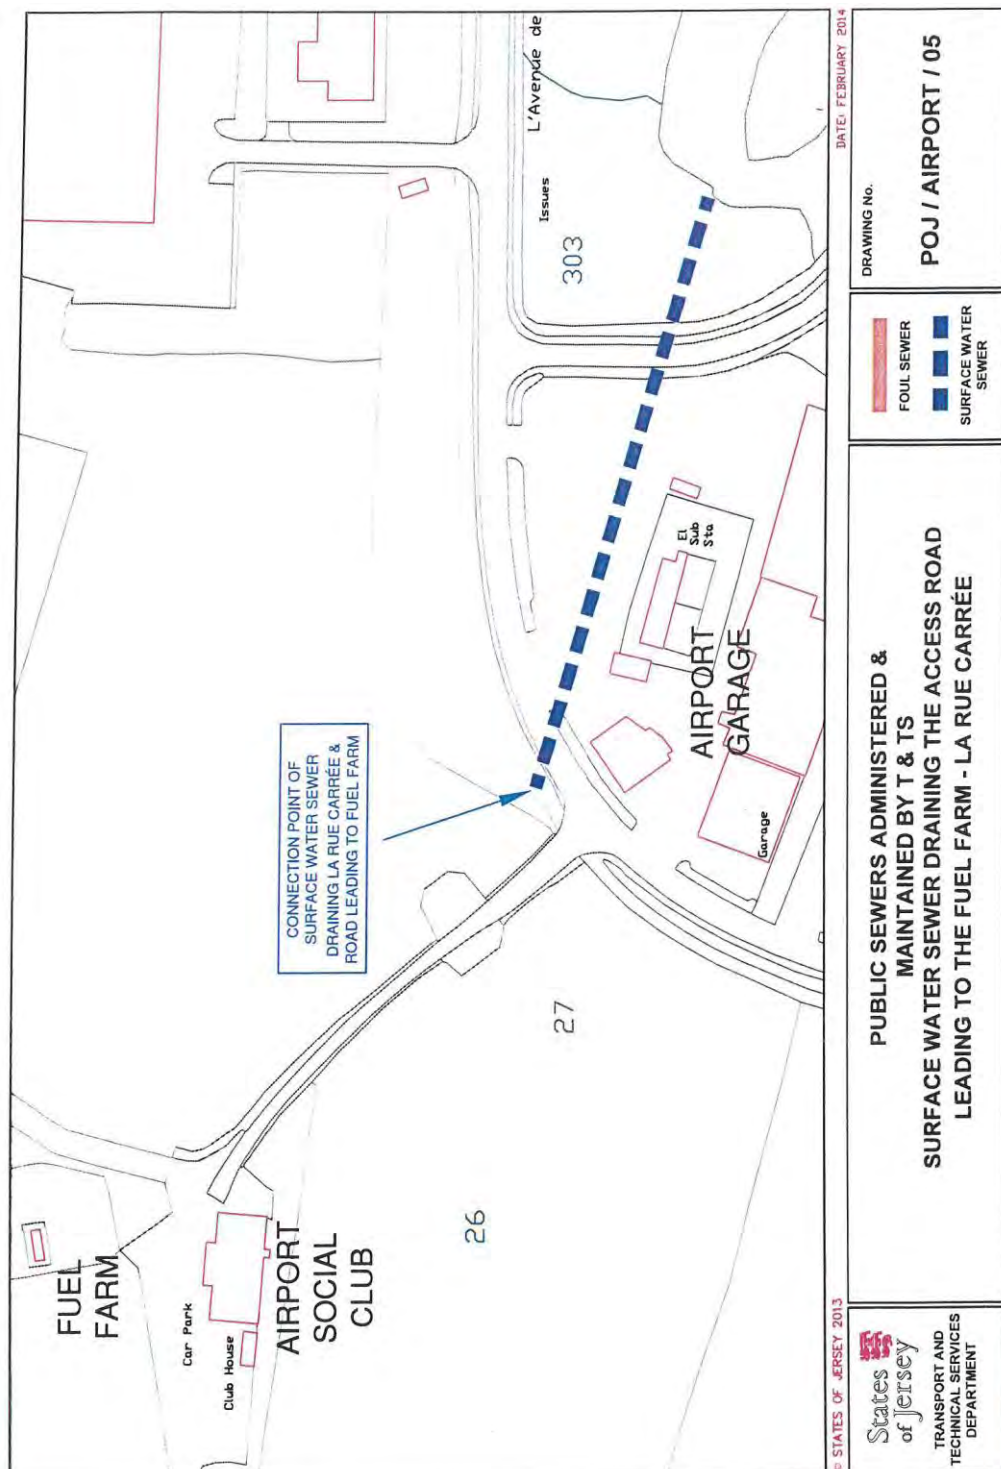 FUEL
FARM
Car Park
Club House
AIRPORT
SOCIAL
CLUB
26
27
CONNECTION POINT OF
SURFACE WATER SEWER
DRAINING LA RUE CARRÉE &
ROAD LEADING TO FUEL FARM
AIRPORT
GARAGE
Garage
El
Sub
Sta
303
Issues
L'Avenue de
© STATES OF JERSEY 2013
DATE: FEBRUARY 2014
States
of Jersey
TRANSPORT AND
TECHNICAL SERVICES
DEPARTMENT
PUBLIC SEWERS ADMINISTERED &
MAINTAINED BY T & TS
SURFACE WATER SEWER DRAINING THE ACCESS ROAD
LEADING TO THE FUEL FARM - LA RUE CARRÉE
FOUL SEWER
SURFACE WATER
SEWER
DRAWING No.
POJ / AIRPORT / 05